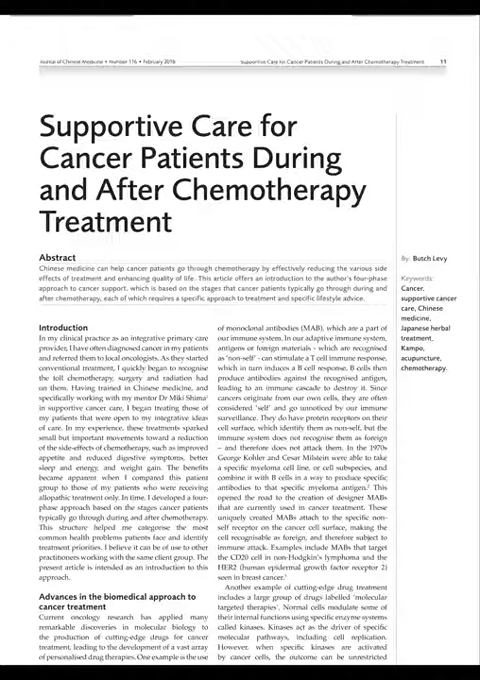 Journal of Chinese Medicine • Number 116 • February 2018
Supportive Care for Cancer Patients During and After Chemotherapy Treatment 11
Supportive Care for
Cancer Patients During
and After Chemotherapy
Treatment
Abstract
Chinese medicine can help cancer patients go through chemotherapy by effectively reducing the various side
effects of treatment and enhancing quality of life. This article offers an introduction to the author's four-phase
approach to cancer support, which is based on the stages that cancer patients typically go through during and
after chemotherapy, each of which requires a specific approach to treatment and specific lifestyle advice.
By: Butch Levy
Keywords:
Cancer,
supportive cancer
care, Chinese
medicine,
Japanese herbal
treatment,
Kampo,
acupuncture,
chemotherapy.
Introduction
In my clinical practice as an integrative primary care
provider, I have often diagnosed cancer in my patients
and referred them to local oncologists. As they started
conventional treatment, I quickly began to recognise
the toll chemotherapy, surgery and radiation had
on them. Having trained in Chinese medicine, and
specifically working with my mentor Dr Miki Shima¹
in supportive cancer care, I began treating those of
my patients that were open to my integrative ideas
of care. In my experience, these treatments sparked
small but important movements toward a reduction
of the side-effects of chemotherapy, such as improved
appetite and reduced digestive symptoms, better
sleep and energy, and weight gain. The benefits
became apparent when I compared this patient
group to those of my patients who were receiving
allopathic treatment only. In time, I developed a four-
phase approach based on the stages cancer patients
typically go through during and after chemotherapy.
This structure helped me categorise the most
common health problems patients face and identify
treatment priorities. I believe it can be of use to other
practitioners working with the same client group. The
present article is intended as an introduction to this
approach.
Advances in the biomedical approach to
cancer treatment
Current oncology research has applied many
remarkable discoveries in molecular biology to
the production of cutting-edge drugs for cancer
treatment, leading to the development of a vast array
of personalised drug therapies. One example is the use
of monoclonal antibodies (MAB), which are a part of
our immune system. In our adaptive immune system,
antigens or foreign materials - which are recognised
as 'non-self' - can stimulate a T cell immune response,
which in turn induces a B cell response. B cells then
produce antibodies against the recognised antigen,
leading to an immune cascade to destroy it. Since
cancers originate from our own cells, they are often
considered 'self' and go unnoticed by our immune
surveillance. They do have protein receptors on their
cell surface, which identify them as non-self, but the
immune system does not recognise them as foreign
– and therefore does not attack them. In the 1970s
George Kohler and Cesar Milstein were able to take
a specific myeloma cell line, or cell subspecies, and
combine it with B cells in a way to produce specific
antibodies to that specific myeloma antigen.² This
opened the road to the creation of designer MABs
that are currently used in cancer treatment. These
uniquely created MABs attach to the specific non-
self receptor on the cancer cell surface, making the
cell recognisable as foreign, and therefore subject to
immune attack. Examples include MABs that target
the CD20 cell in non-Hodgkin's lymphoma and the
HER2 (human epidermal growth factor receptor 2)
seen in breast cancer.³
Another example of cutting-edge drug treatment
includes a large group of drugs labelled 'molecular
targeted therapies'. Normal cells modulate some of
their internal functions using specific enzyme systems
called kinases. Kinases act as the driver of specific
molecular pathways, including cell replication.
However, when specific kinases are activated
by cancer cells, the outcome can be unrestricted